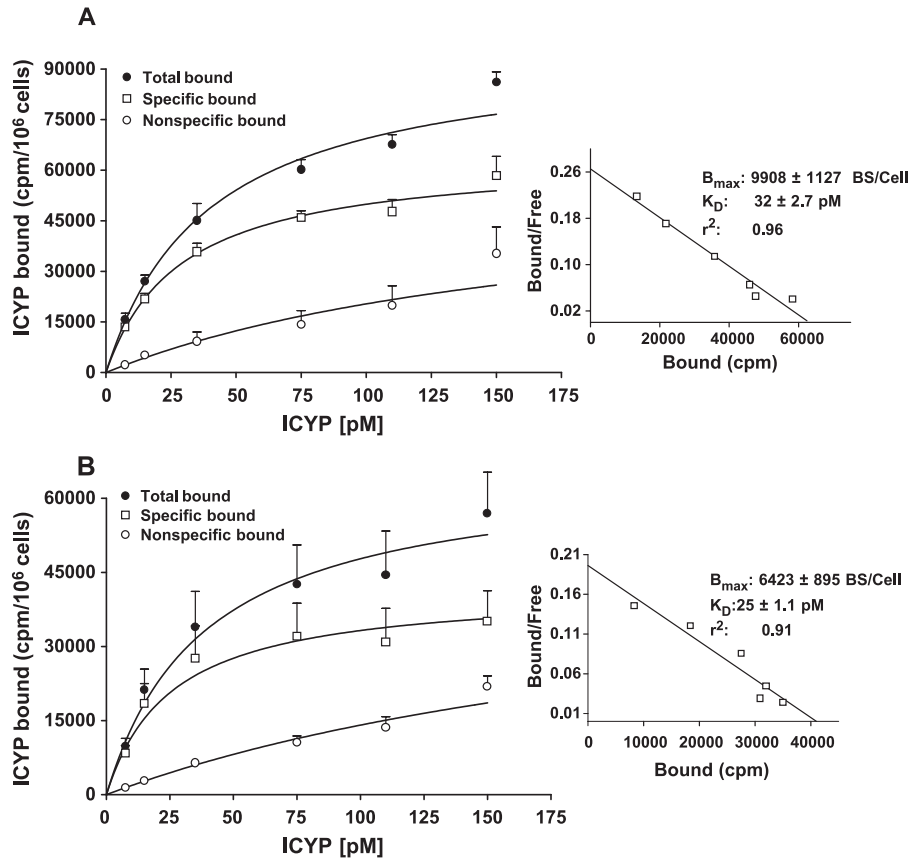 A
ICYP bound (cpm/10⁶ cells)
90000
75000
60000
45000
30000
15000
0
Total bound
Specific bound
Nonspecific bound
0 25 50 75 100 125 150 175
ICYP [pM]
Bound/Free
0.26
0.18
0.10
0.02
Bmax: 9908 ± 1127 BS/Cell
KD: 32 ± 2.7 pM
r²: 0.96
0 20000 40000 60000
Bound (cpm)
B
ICYP bound (cpm/10⁶ cells)
60000
45000
30000
15000
0
Total bound
Specific bound
Nonspecific bound
0 25 50 75 100 125 150 175
ICYP [pM]
Bound/Free
0.21
0.16
0.11
0.06
0.01
Bmax: 6423 ± 895 BS/Cell
KD:25 ± 1.1 pM
r²: 0.91
0 10000 20000 30000 40000
Bound (cpm)